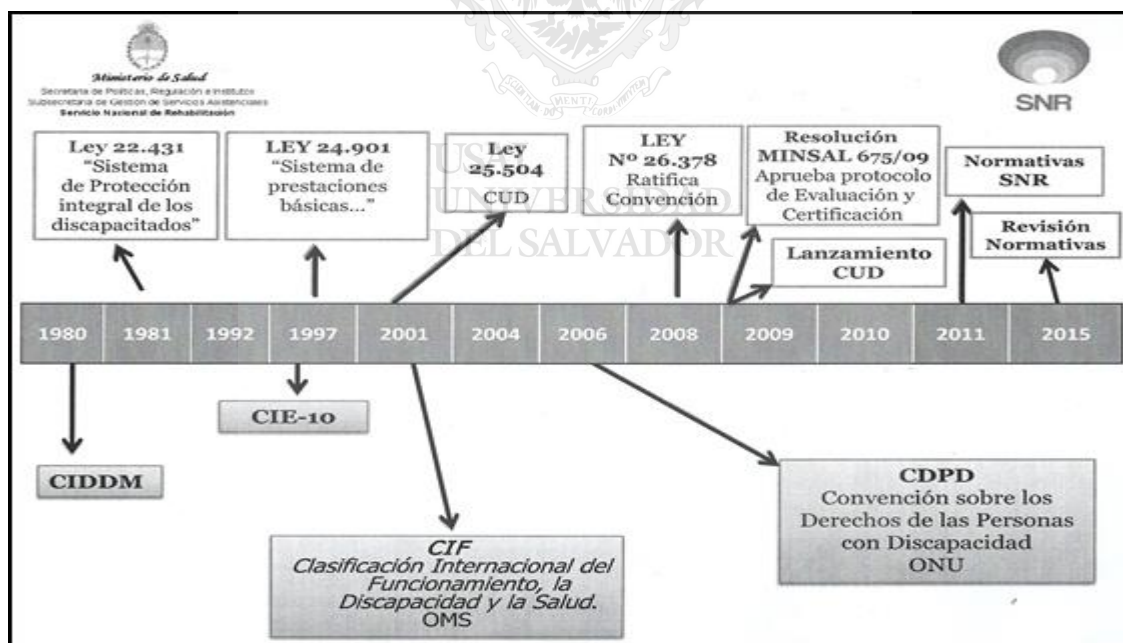 Ministerio de Salud
Secretaría de Políticas, Regulación e Institutos
Subsecretaría de Gestión de Servicios Asistenciales
Servicio Nacional de Rehabilitación
SNR
Ley 22.431
“Sistema
de Protección
integral de los
discapacitados”
LEY 24.901
“Sistema de
prestaciones
básicas...”
Ley
25.504
CUD
LEY
Nº 26.378
Ratifica
Convención
Resolución
MINSAL 675/09
Aprueba protocolo
de Evaluación y
Certificación
Lanzamiento
CUD
Normativas
SNR
Revisión
Normativas
USAL
UNIVERSIDAD
DEL SALVADOR
1980
1981
1992
1997
2001
2004
2006
2008
2009
2010
2011
2015
CIDDM
CIE-10
CIF
Clasificación Internacional del
Funcionamiento, la
Discapacidad y la Salud.
OMS
CDPD
Convención sobre los
Derechos de las Personas
con Discapacidad
ONU